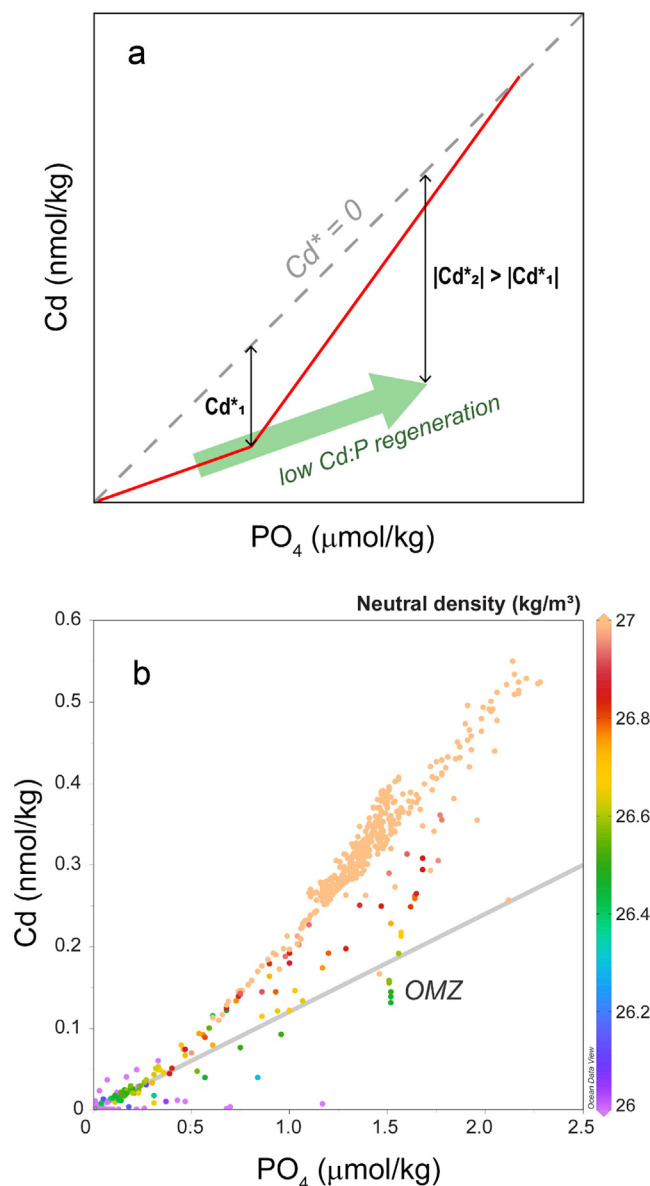 a
Cd (nmol/kg)
Cd* = 0
|Cd*₂| > |Cd*₁|
Cd*₁
low Cd:P regeneration
PO₄ (μmol/kg)
Neutral density (kg/m³)
b
0.6
0.5
0.4
0.3
0.2
0.1
0
Cd (nmol/kg)
OMZ
0
0.5
1.0
1.5
2.0
2.5
PO₄ (μmol/kg)
27
26.8
26.6
26.4
26.2
26
Ocean Data View